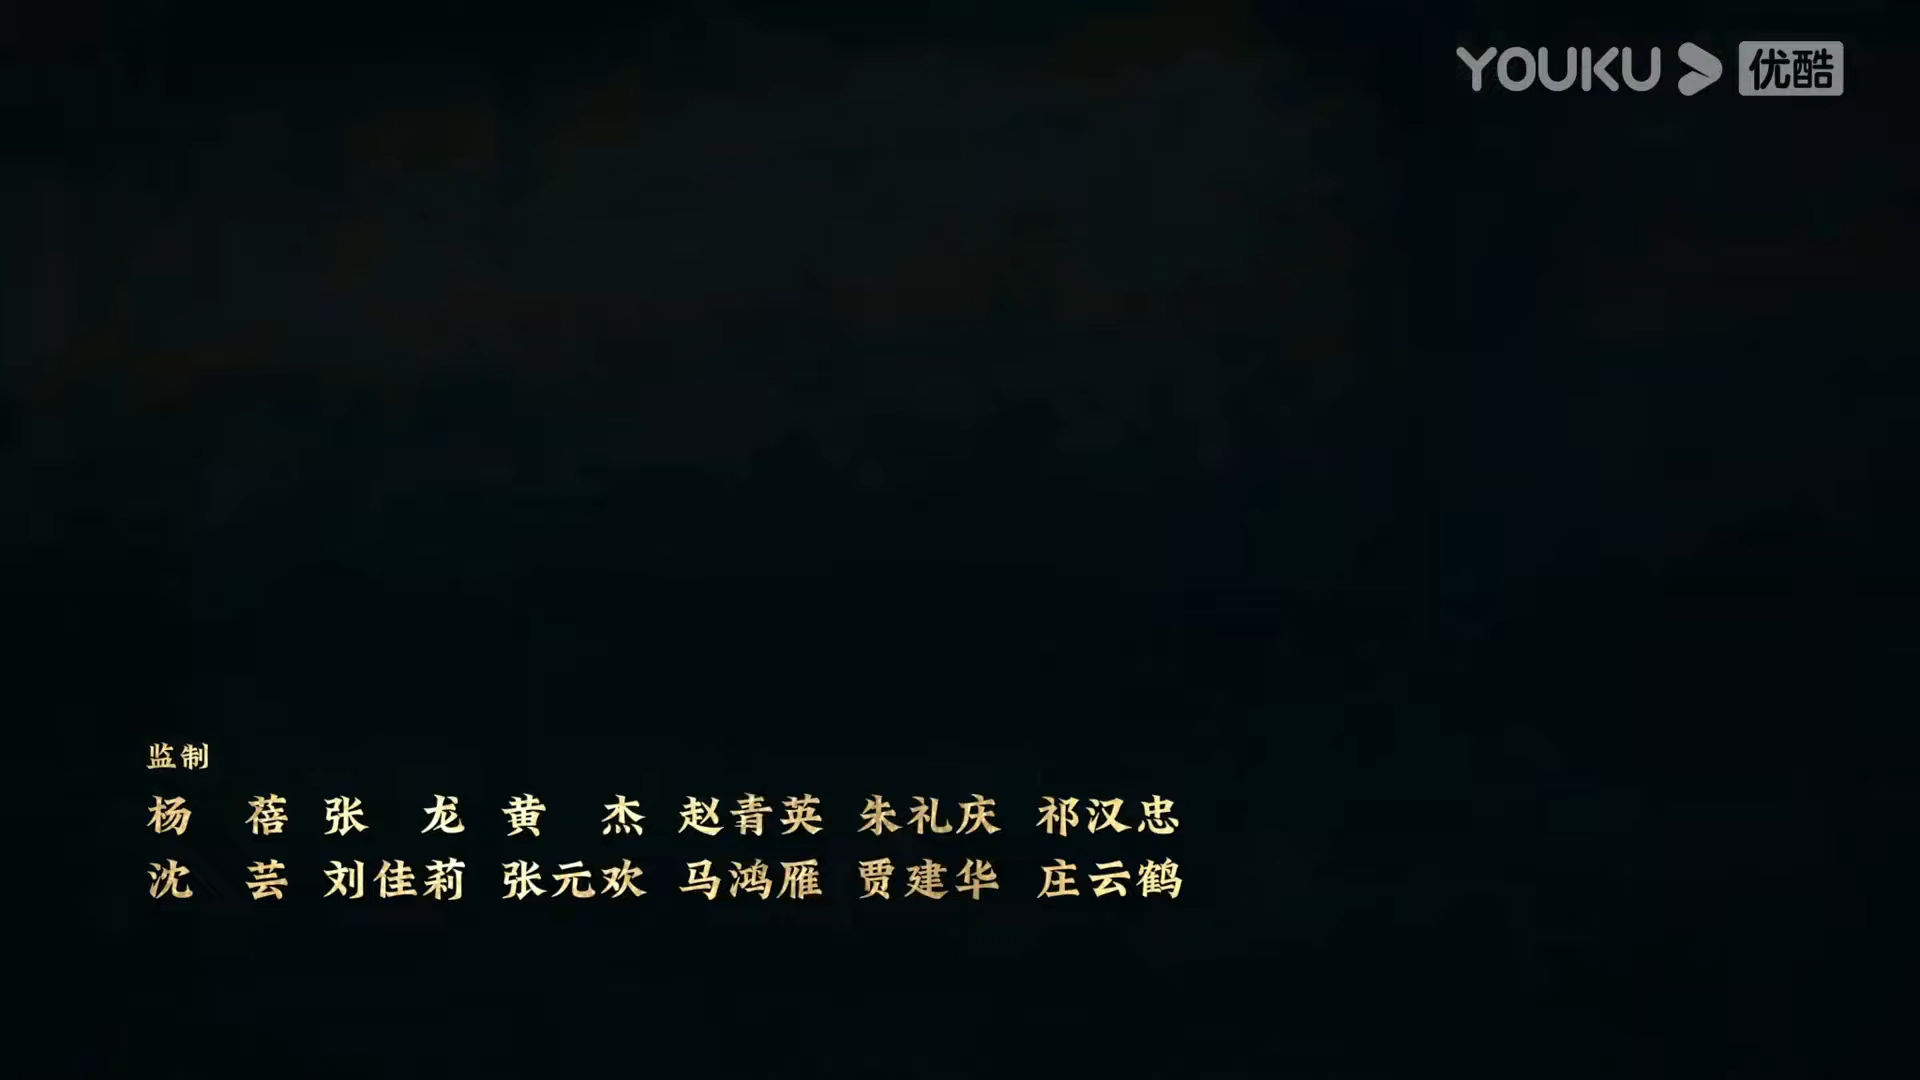 YOUKU 优酷
监制
杨 蓓 张 龙 黄 杰 赵青英 朱礼庆 祁汉忠
沈 芸 刘佳莉 张元欢 马鸿雁 贾建华 庄云鹤